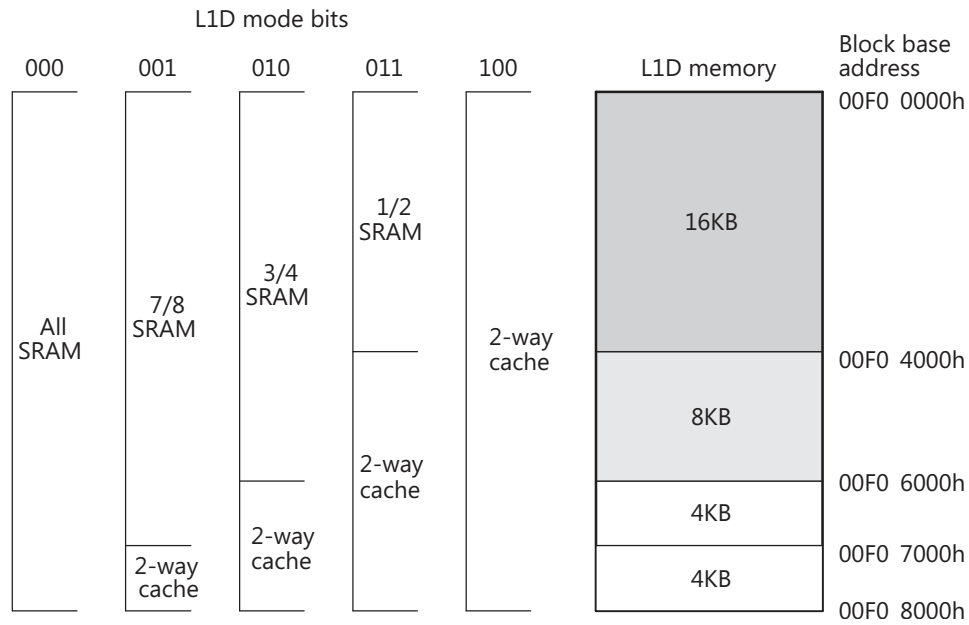 L1D mode bits
000 001 010 011 100 L1D memory
Block base
address
00F0 0000h
All
SRAM
7/8
SRAM
2-way
cache
3/4
SRAM
2-way
cache
1/2
SRAM
2-way
cache
2-way
cache
16KB
00F0 4000h
8KB
00F0 6000h
4KB
00F0 7000h
4KB
00F0 8000h